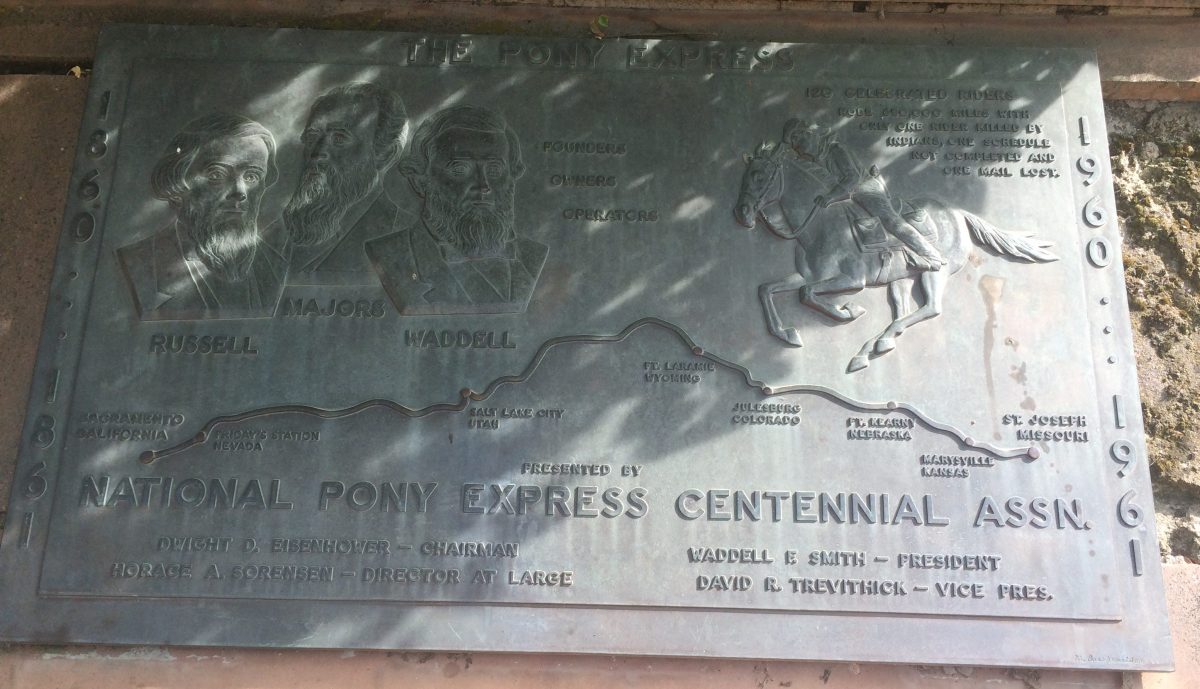 THE PONY EXPRESS
1860...1861
1960...1961
120 CELEBRATED RIDERS
RODE 650,000 MILES WITH
ONLY ONE RIDER KILLED BY
INDIANS, ONE SCHEDULE
NOT COMPLETED AND
ONE MAIL LOST.
FOUNDERS
OWNERS
OPERATORS
RUSSELL
MAJORS
WADDELL
SACRAMENTO
CALIFORNIA
FRIDAY'S STATION
NEVADA
SALT LAKE CITY
UTAH
FT. LARAMIE
WYOMING
JULESBURG
COLORADO
FT. KEARNY
NEBRASKA
MARYSVILLE
KANSAS
ST. JOSEPH
MISSOURI
PRESENTED BY
NATIONAL PONY EXPRESS CENTENNIAL ASSN.
DWIGHT D. EISENHOWER — CHAIRMAN
HORACE A. SORENSEN — DIRECTOR AT LARGE
WADDELL F. SMITH — PRESIDENT
DAVID R. TREVITHICK — VICE PRES.